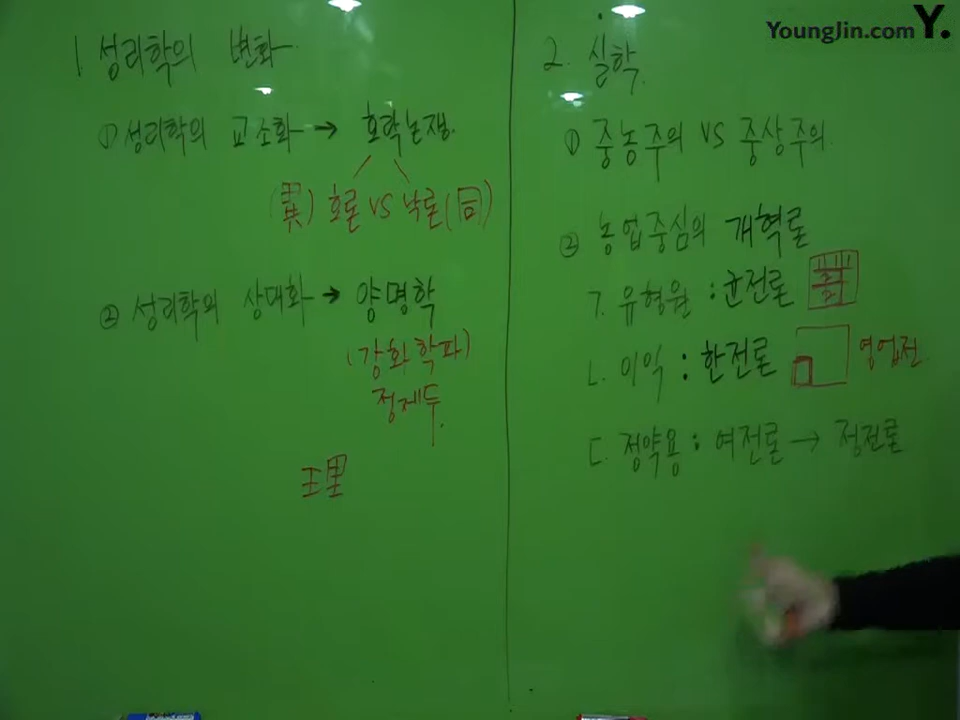 YoungJin.com Y.
1. 성리학의 변화
① 성리학의 교조화 → 호락논쟁.
(異) 호론 VS 낙론 (同)
② 성리학의 상대화 → 양명학
(강화학파)
정제두
理
2. 실학.
① 중농주의 VS 중상주의.
② 농업중심의 개혁론
ㄱ. 유형원 : 균전론
ㄴ. 이익 : 한전론 영업전.
ㄷ. 정약용 : 여전론 → 정전론